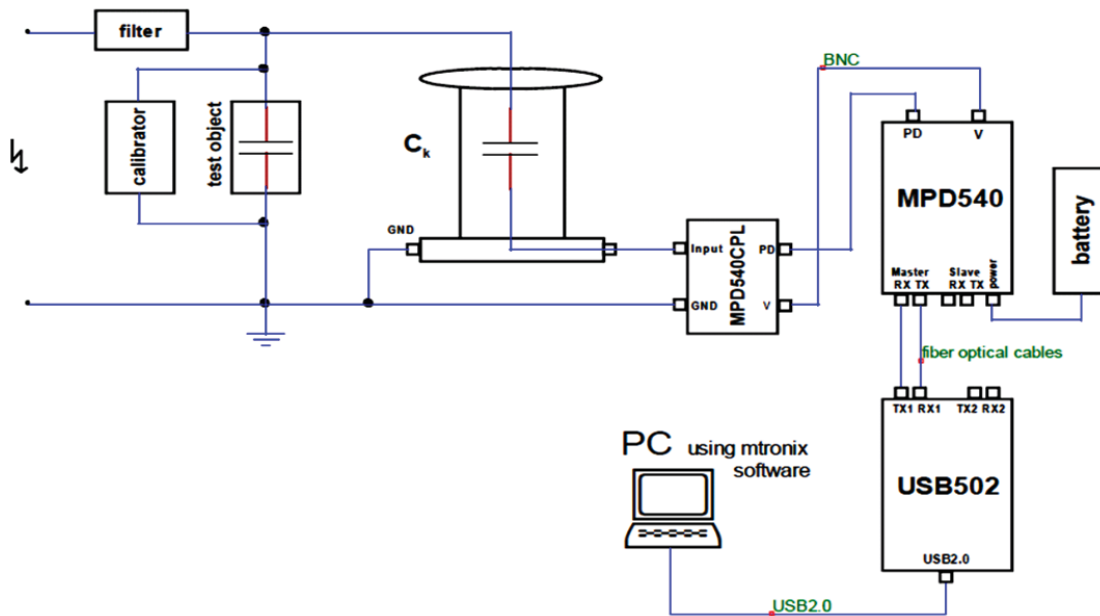 filter
calibrator
test object
Ck
GND
Input
PD
GND
V
MPD540CPL
BNC
PD
V
MPD540
Master
Slave
RX TX
RX TX
power
battery
fiber optical cables
TX1 RX1
TX2 RX2
USB502
USB2.0
PC using mtronix
software
USB2.0